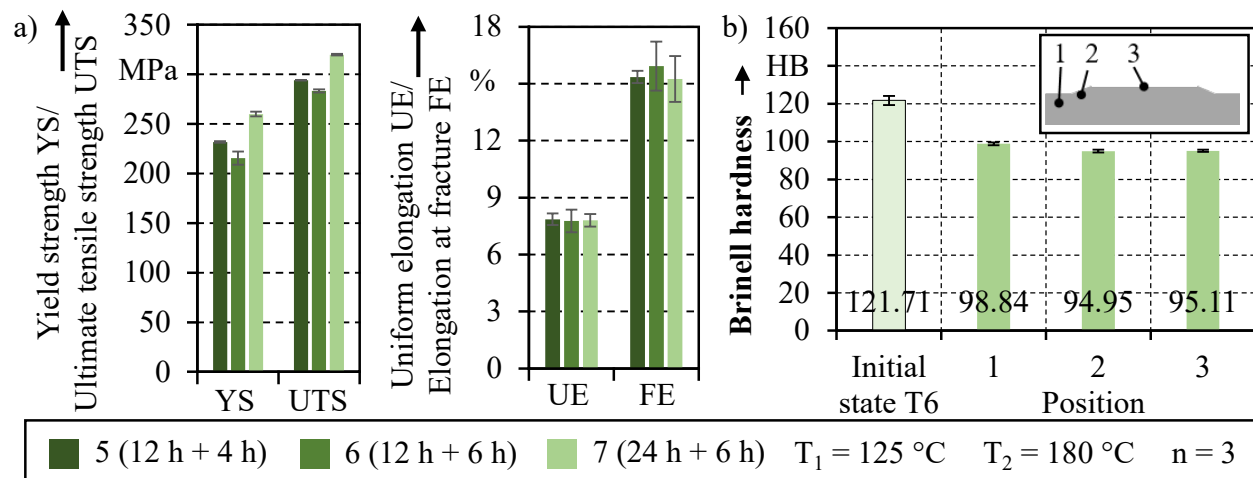 a)
Yield strength YS/
Ultimate tensile strength UTS
350
MPa
250
200
150
100
50
0
YS UTS
Uniform elongation UE/
Elongation at fracture FE
18
%
12
9
6
3
0
UE FE
b)
Brinell hardness
HB
120
100
80
60
40
20
0
1 2 3
121.71 98.84 94.95 95.11
Initial 1 2 3
state T6 Position
5 (12 h + 4 h) 6 (12 h + 6 h) 7 (24 h + 6 h) T₁ = 125 °C T₂ = 180 °C n = 3